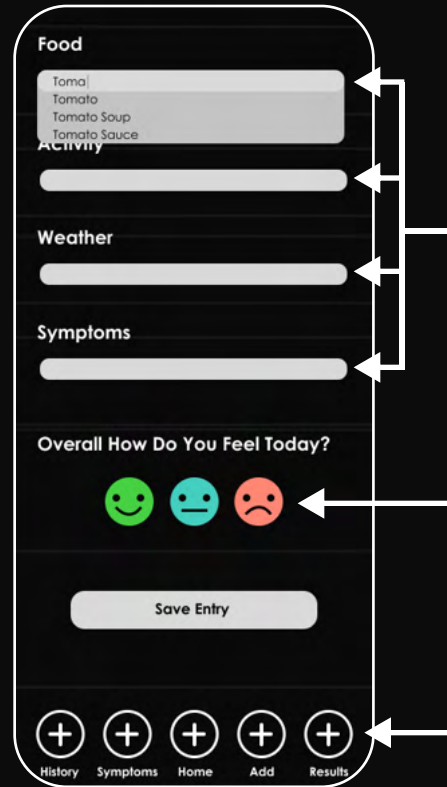 Food
Toma
Tomato
Tomato Soup
Tomato Sauce
Activity
Weather
Symptoms
Overall How Do You Feel Today?
Save Entry
History Symptoms Home Add Results